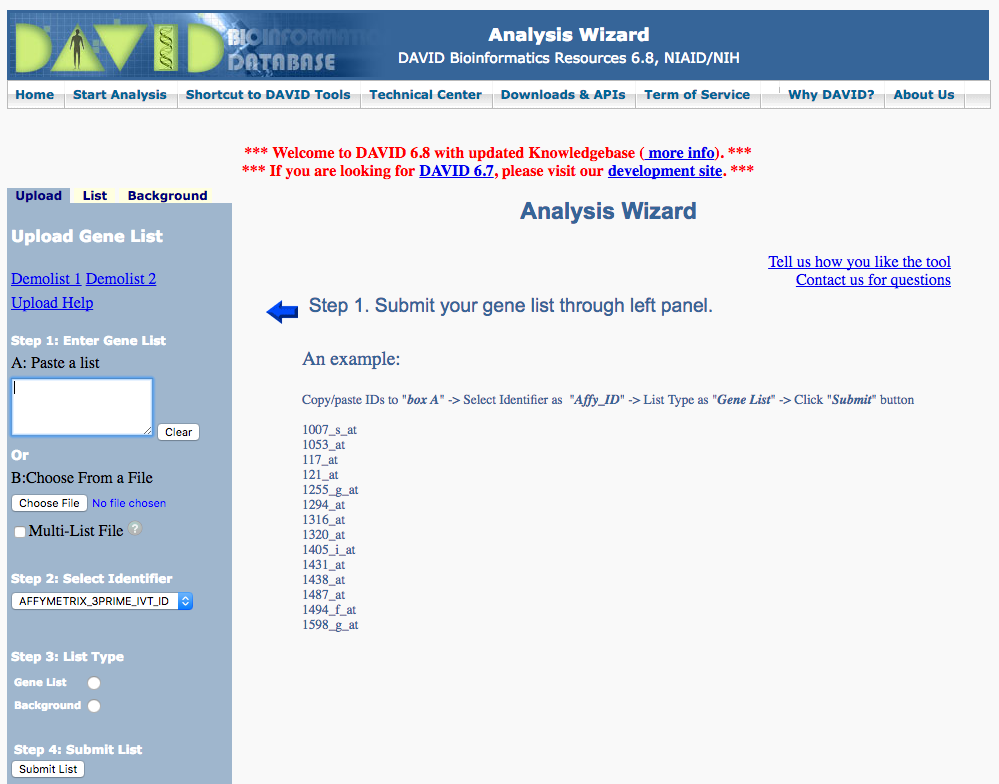 DAVID BIOINFORMATICS
DATABASE
Analysis Wizard
DAVID Bioinformatics Resources 6.8, NIAID/NIH
Home Start Analysis Shortcut to DAVID Tools Technical Center Downloads & APIs Term of Service Why DAVID? About Us
*** Welcome to DAVID 6.8 with updated Knowledgebase ( more info). ***
*** If you are looking for DAVID 6.7, please visit our development site. ***
Upload List Background
Upload Gene List
Demolist 1 Demolist 2
Upload Help
Step 1: Enter Gene List
A: Paste a list
Clear
Or
B:Choose From a File
Choose File No file chosen
Multi-List File ?
Step 2: Select Identifier
AFFYMETRIX_3PRIME_IVT_ID
Step 3: List Type
Gene List
Background
Step 4: Submit List
Submit List
Analysis Wizard
Tell us how you like the tool
Contact us for questions
Step 1. Submit your gene list through left panel.
An example:
Copy/paste IDs to "box A" -> Select Identifier as "Affy_ID" -> List Type as "Gene List" -> Click "Submit" button
1007_s_at
1053_at
117_at
121_at
1255_g_at
1294_at
1316_at
1320_at
1405_i_at
1431_at
1438_at
1487_at
1494_f_at
1598_g_at